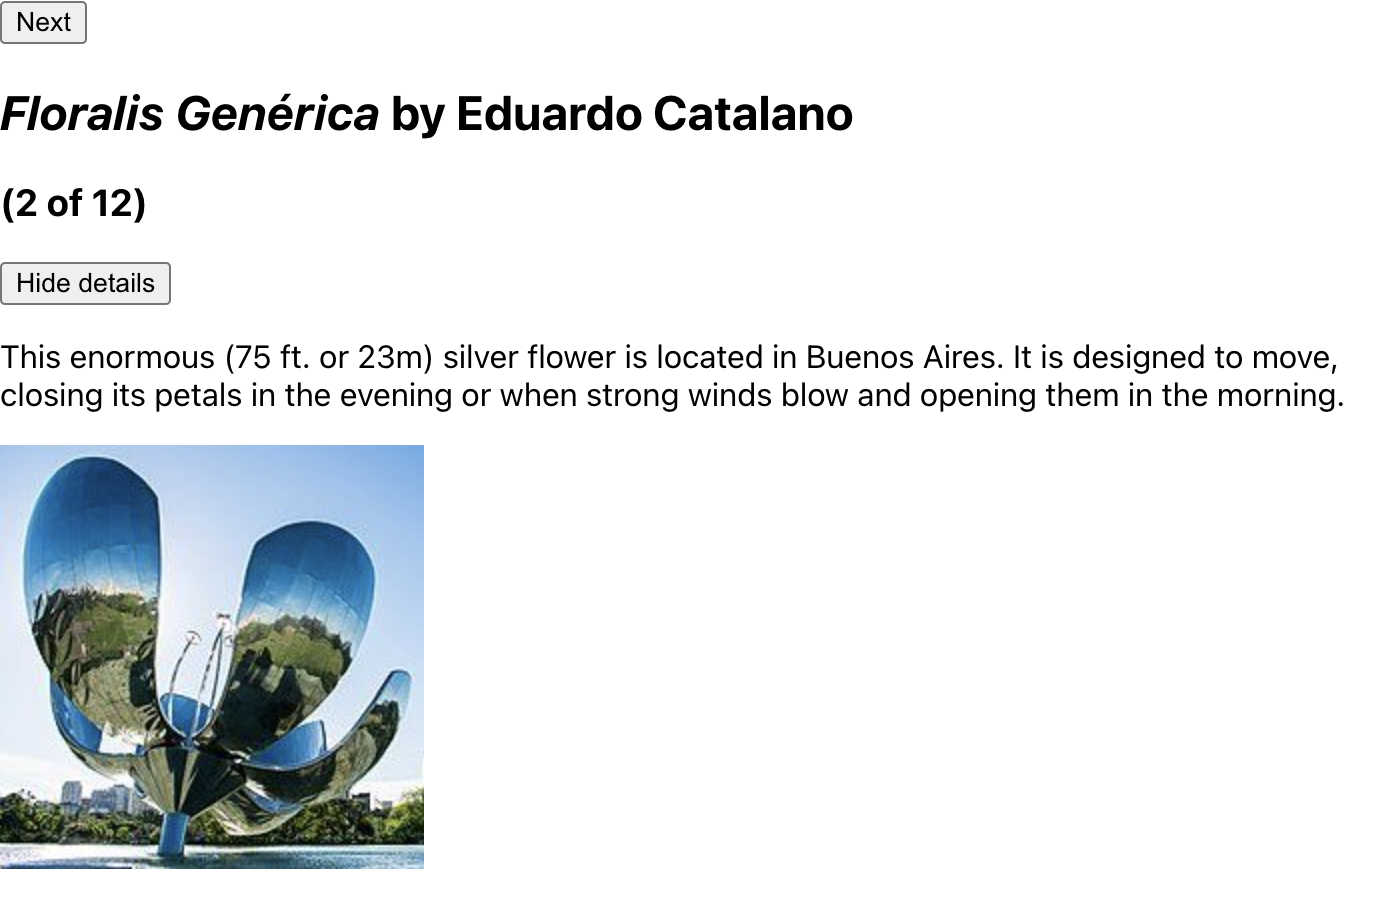 Next
Floralis Genérica by Eduardo Catalano
(2 of 12)
Hide details
This enormous (75 ft. or 23m) silver flower is located in Buenos Aires. It is designed to move,
closing its petals in the evening or when strong winds blow and opening them in the morning.